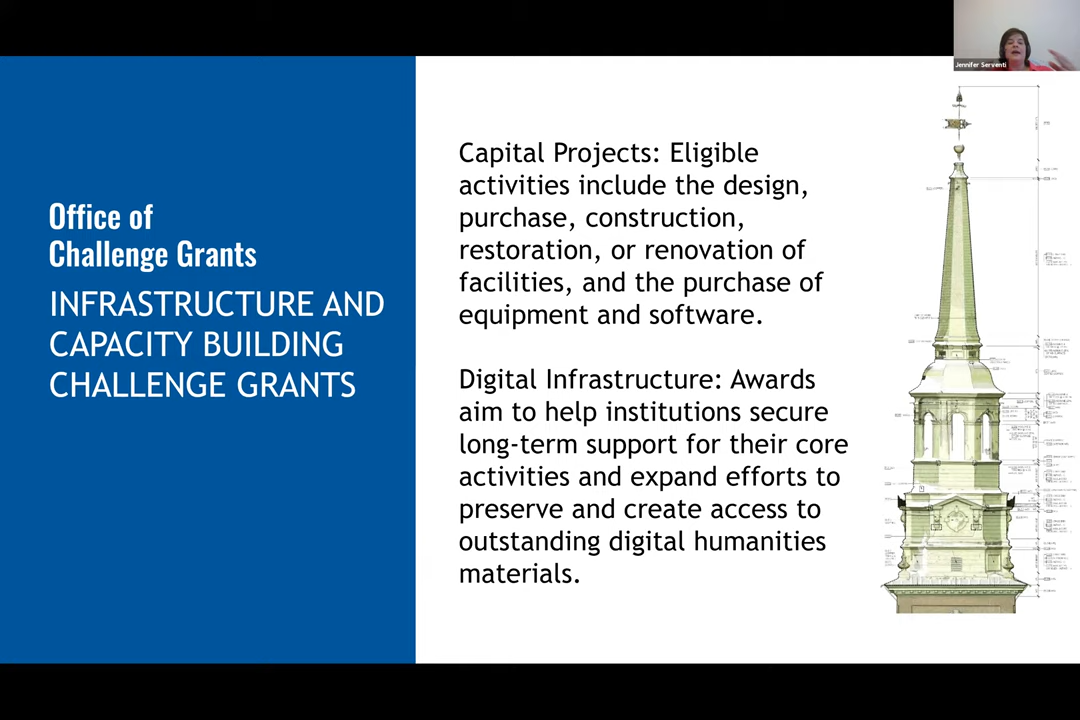 Jennifer Serventi
Office of
Challenge Grants
INFRASTRUCTURE AND
CAPACITY BUILDING
CHALLENGE GRANTS
Capital Projects: Eligible
activities include the design,
purchase, construction,
restoration, or renovation of
facilities, and the purchase of
equipment and software.
Digital Infrastructure: Awards
aim to help institutions secure
long-term support for their core
activities and expand efforts to
preserve and create access to
outstanding digital humanities
materials.